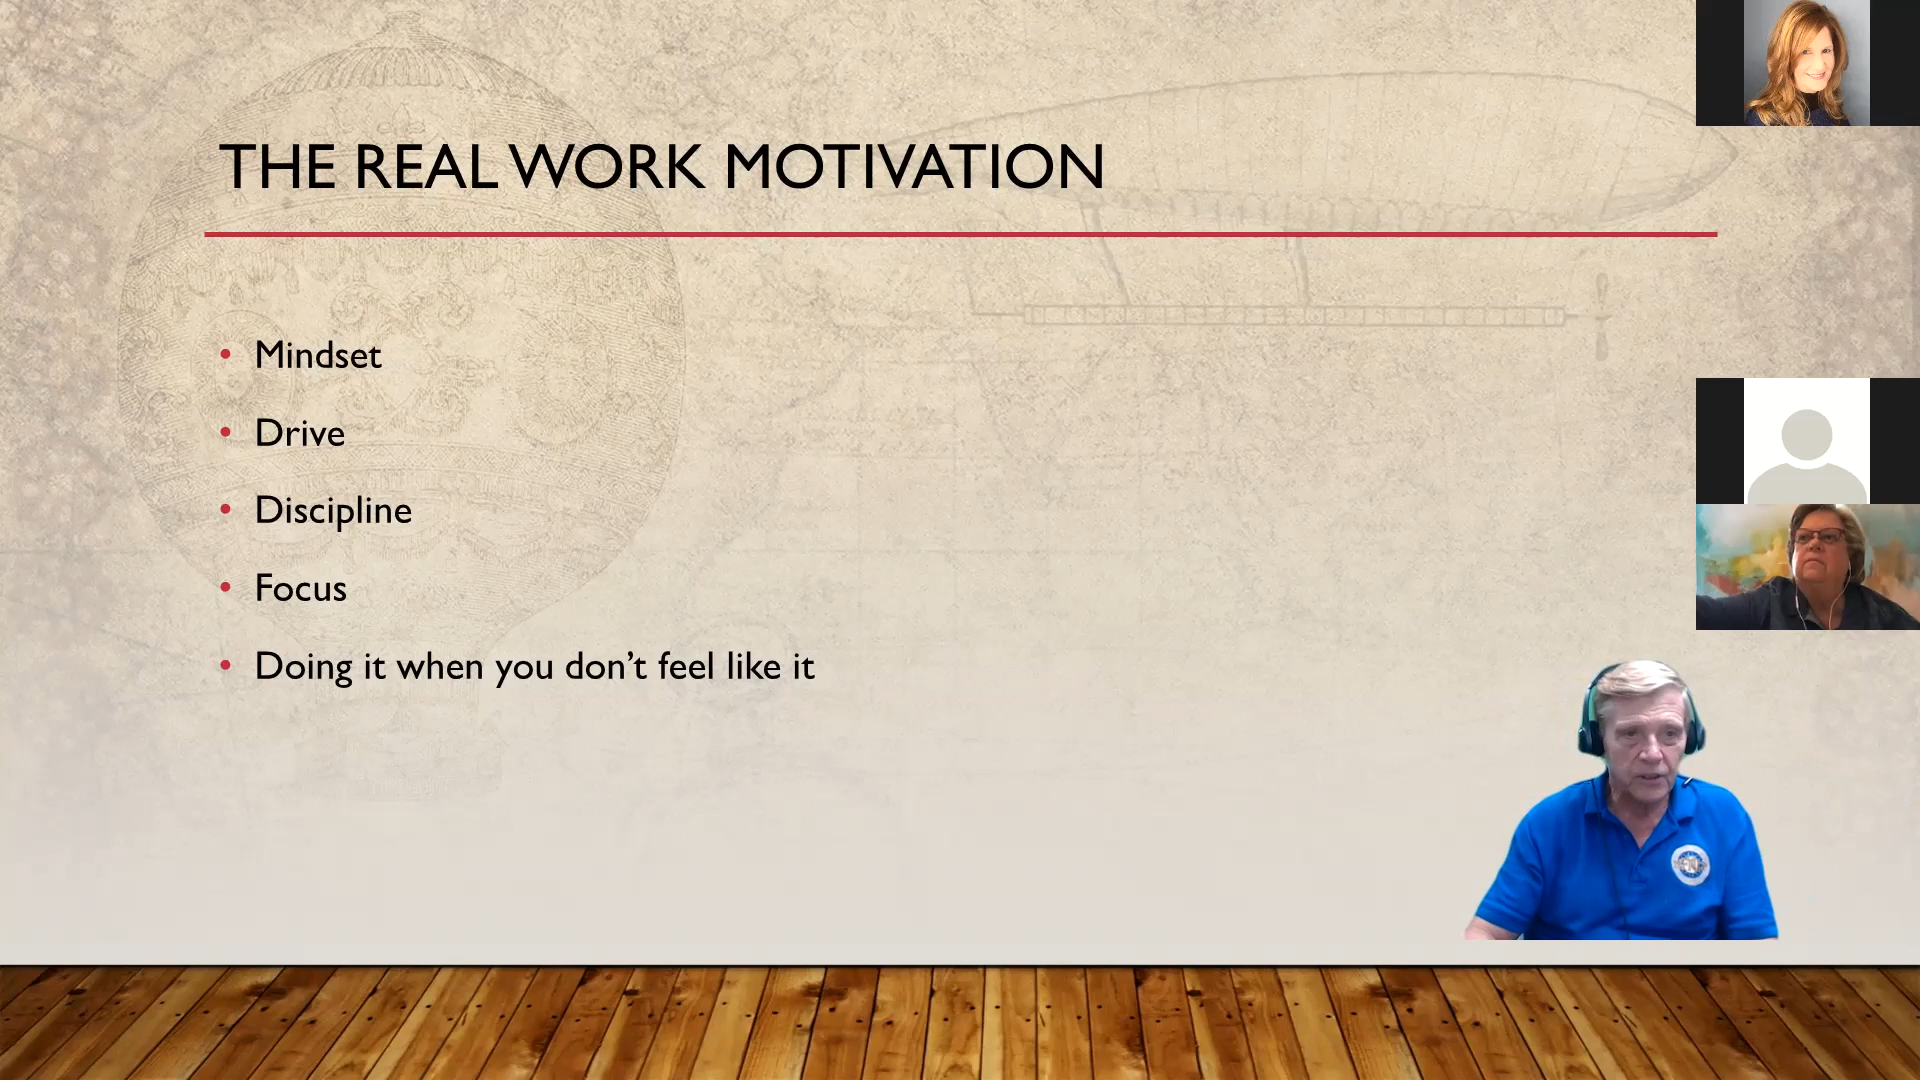 THE REAL WORK MOTIVATION
• Mindset
• Drive
• Discipline
• Focus
• Doing it when you don’t feel like it